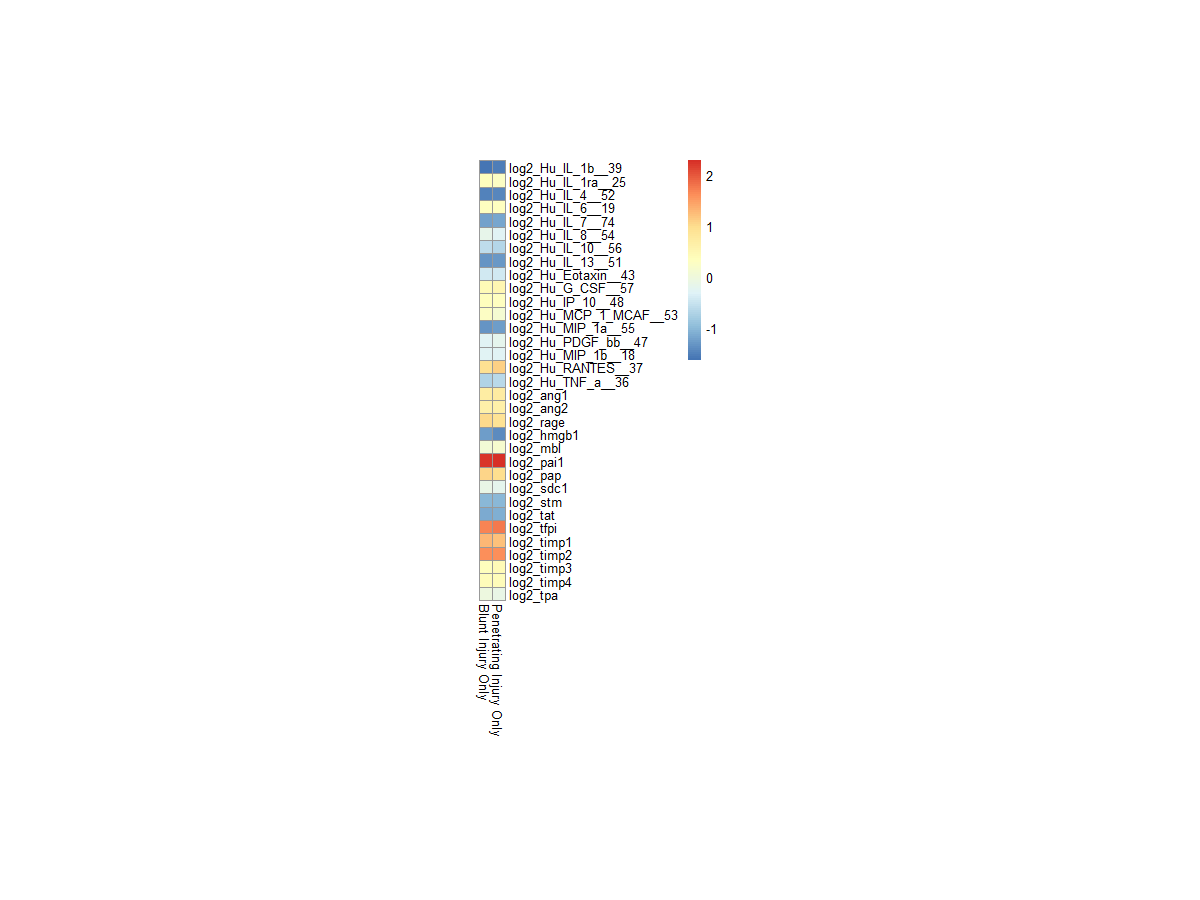 log2_Hu_IL_1b__39
log2_Hu_IL_1ra__25
log2_Hu_IL_4__52
log2_Hu_IL_6__19
log2_Hu_IL_7__74
log2_Hu_IL_8__54
log2_Hu_IL_10__56
log2_Hu_IL_13__51
log2_Hu_Eotaxin__43
log2_Hu_G_CSF__57
log2_Hu_IP_10__48
log2_Hu_MCP_1_MCAF__53
log2_Hu_MIP_1a__55
log2_Hu_PDGF_bb__47
log2_Hu_MIP_1b__18
log2_Hu_RANTES__37
log2_Hu_TNF_a__36
log2_ang1
log2_ang2
log2_rage
log2_hmgb1
log2_mbl
log2_pai1
log2_pap
log2_sdc1
log2_stm
log2_tat
log2_tfpi
log2_timp1
log2_timp2
log2_timp3
log2_timp4
log2_tpa
Blunt Injury Only
Penetrating Injury Only
2
1
0
-1